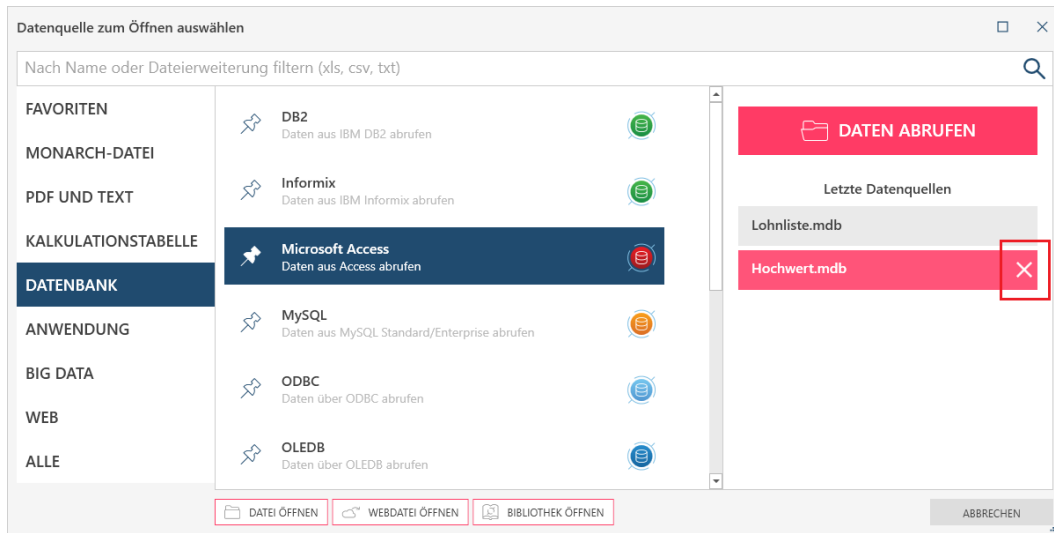 Datenquelle zum Öffnen auswählen
Nach Name oder Dateierweiterung filtern (xls, csv, txt)
FAVORITEN
MONARCH-DATEI
PDF UND TEXT
KALKULATIONSTABELLE
DATENBANK
ANWENDUNG
BIG DATA
WEB
ALLE
DB2
Daten aus IBM DB2 abrufen
Informix
Daten aus IBM Informix abrufen
Microsoft Access
Daten aus Access abrufen
MySQL
Daten aus MySQL Standard/Enterprise abrufen
ODBC
Daten über ODBC abrufen
OLEDB
Daten über OLEDB abrufen
DATEN ABRUFEN
Letzte Datenquellen
Lohnliste.mdb
Hochwert.mdb
DATEI ÖFFNEN
WEBDATEI ÖFFNEN
BIBLIOTHEK ÖFFNEN
ABBRECHEN